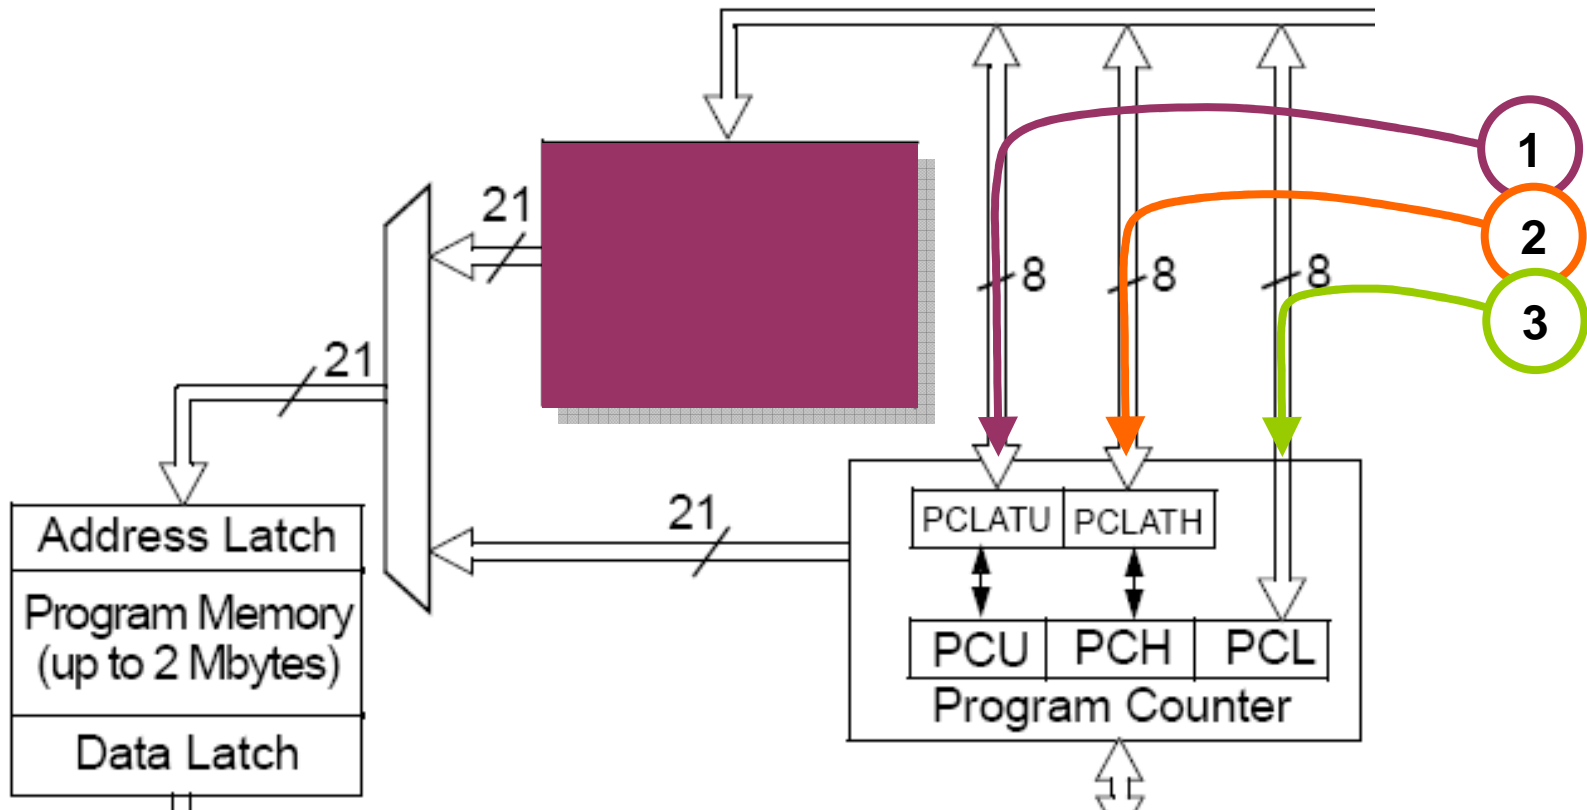 1
21
2
8
8
8
3
21
21
PCLATU
PCLATH
Address Latch
Program Memory
(up to 2 Mbytes)
PCU
PCH
PCL
Program Counter
Data Latch